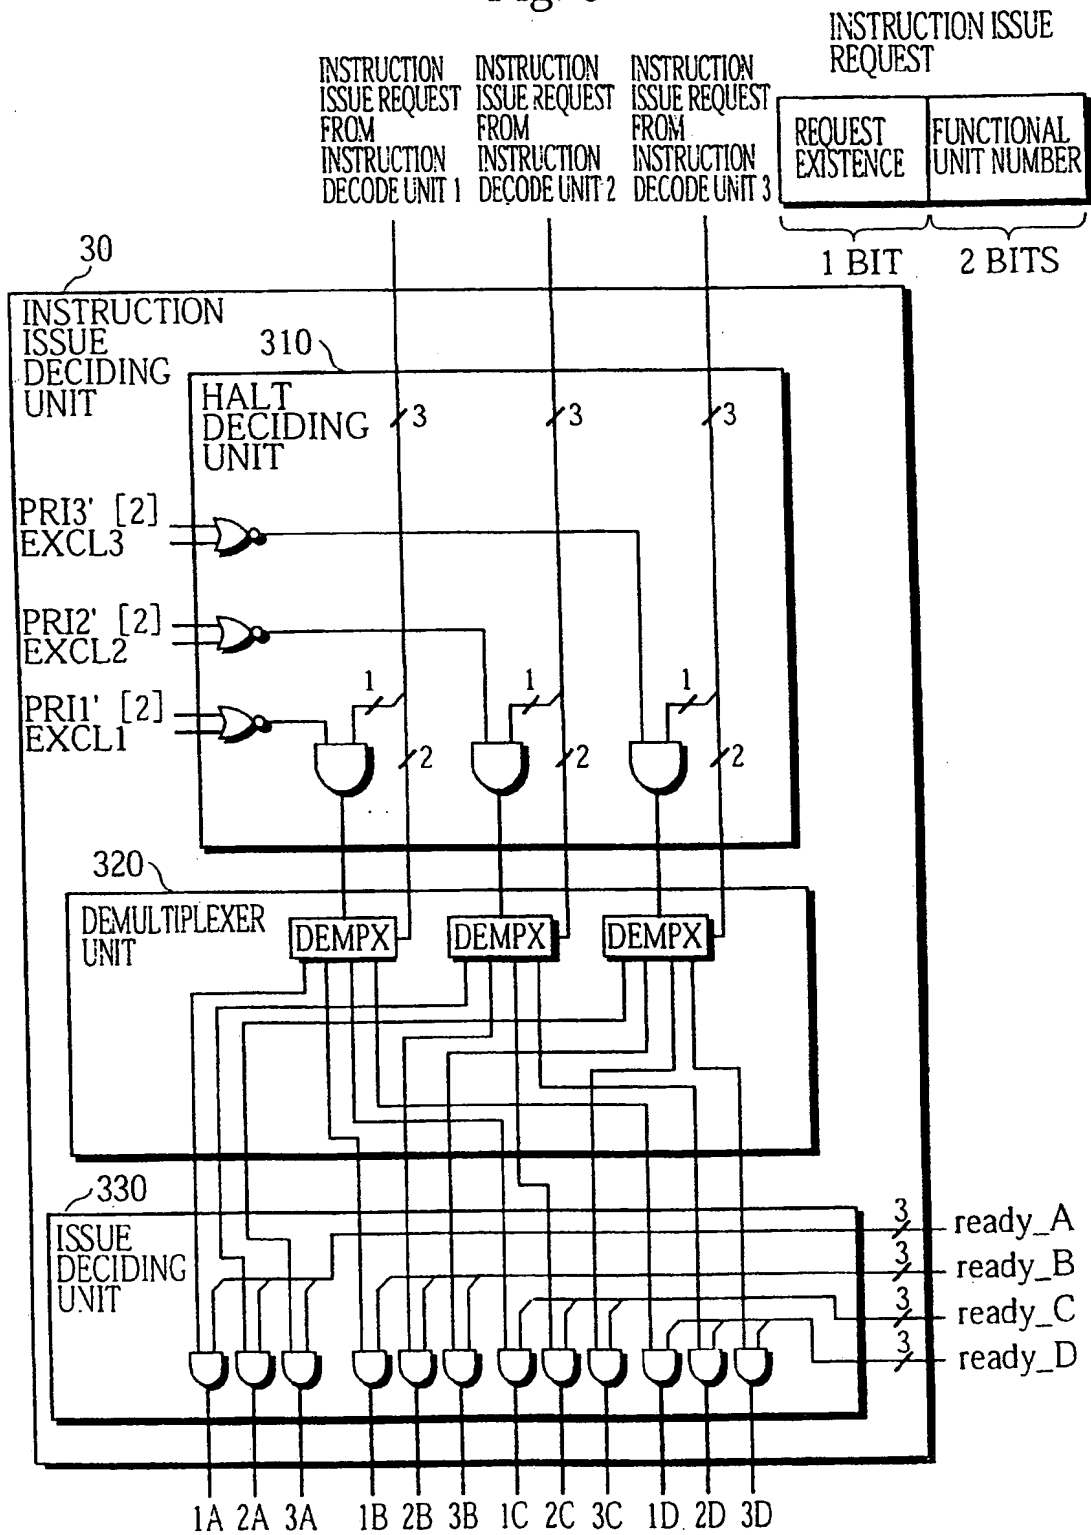 INSTRUCTION ISSUE
REQUEST
INSTRUCTION
ISSUE REQUEST
FROM
INSTRUCTION
DECODE UNIT 1
INSTRUCTION
ISSUE REQUEST
FROM
INSTRUCTION
DECODE UNIT 2
INSTRUCTION
ISSUE REQUEST
FROM
INSTRUCTION
DECODE UNIT 3
REQUEST
EXISTENCE
FUNCTIONAL
UNIT NUMBER
1 BIT
2 BITS
30
INSTRUCTION
ISSUE
DECIDING
UNIT
310
HALT
DECIDING
UNIT
3
3
3
PRI3' [2]
EXCL3
PRI2' [2]
EXCL2
PRI1' [2]
EXCL1
1
1
1
2
2
2
320
DEMULTIPLEXER
UNIT
DEMPX
DEMPX
DEMPX
330
ISSUE
DECIDING
UNIT
3
ready_A
3
ready_B
3
ready_C
3
ready_D
1A 2A 3A 1B 2B 3B 1C 2C 3C 1D 2D 3D